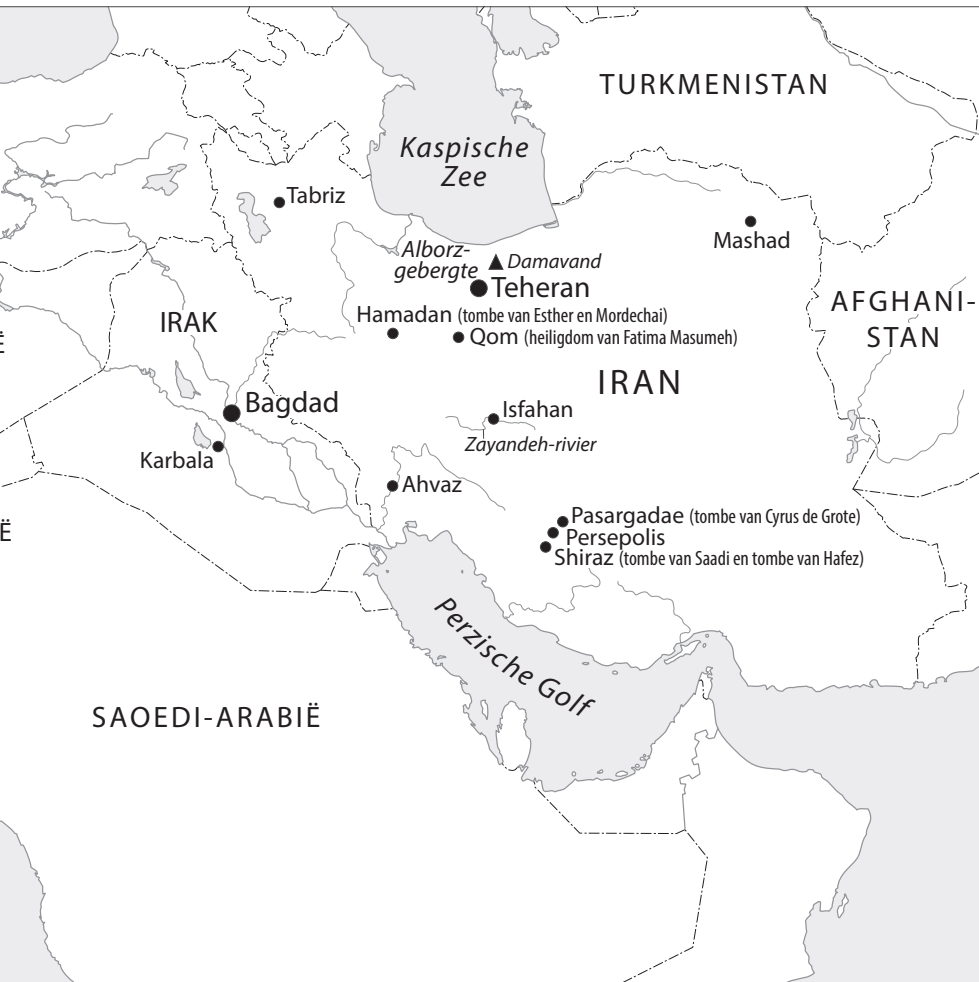 TURKMENISTAN
Kaspische
Zee
Tabriz
Mashad
Alborz-
gebergte
Damavand
Teheran
Hamadan (tombe van Esther en Mordechai)
Qom (heiligdom van Fatima Masumeh)
IRAK
AFGHANI-
STAN
Ë
IRAN
Bagdad
Isfahan
Zayandeh-rivier
Karbala
Ahvaz
Pasargadae (tombe van Cyrus de Grote)
Persepolis
Shiraz (tombe van Saadi en tombe van Hafez)
Ë
Perzische Golf
SAOEDI-ARABIË